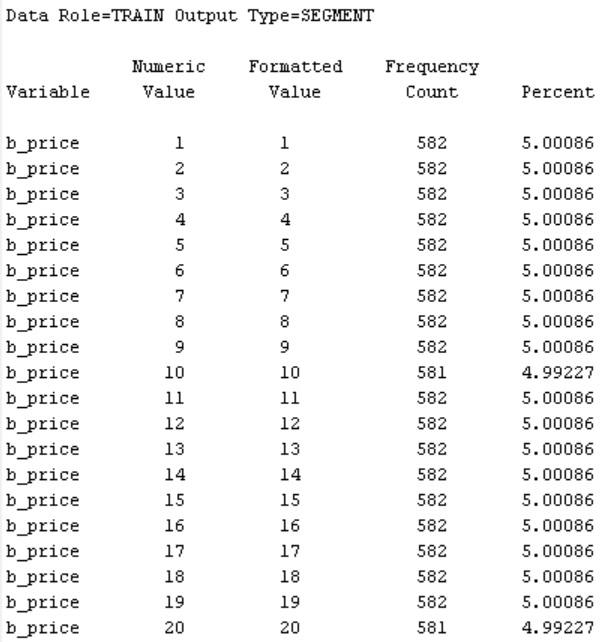 Data Role=TRAIN Output Type=SEGMENT
Numeric Formatted Frequency
Variable Value Value Count Percent
b_price 1 1 582 5.00086
b_price 2 2 582 5.00086
b_price 3 3 582 5.00086
b_price 4 4 582 5.00086
b_price 5 5 582 5.00086
b_price 6 6 582 5.00086
b_price 7 7 582 5.00086
b_price 8 8 582 5.00086
b_price 9 9 582 5.00086
b_price 10 10 581 4.99227
b_price 11 11 582 5.00086
b_price 12 12 582 5.00086
b_price 13 13 582 5.00086
b_price 14 14 582 5.00086
b_price 15 15 582 5.00086
b_price 16 16 582 5.00086
b_price 17 17 582 5.00086
b_price 18 18 582 5.00086
b_price 19 19 582 5.00086
b_price 20 20 581 4.99227